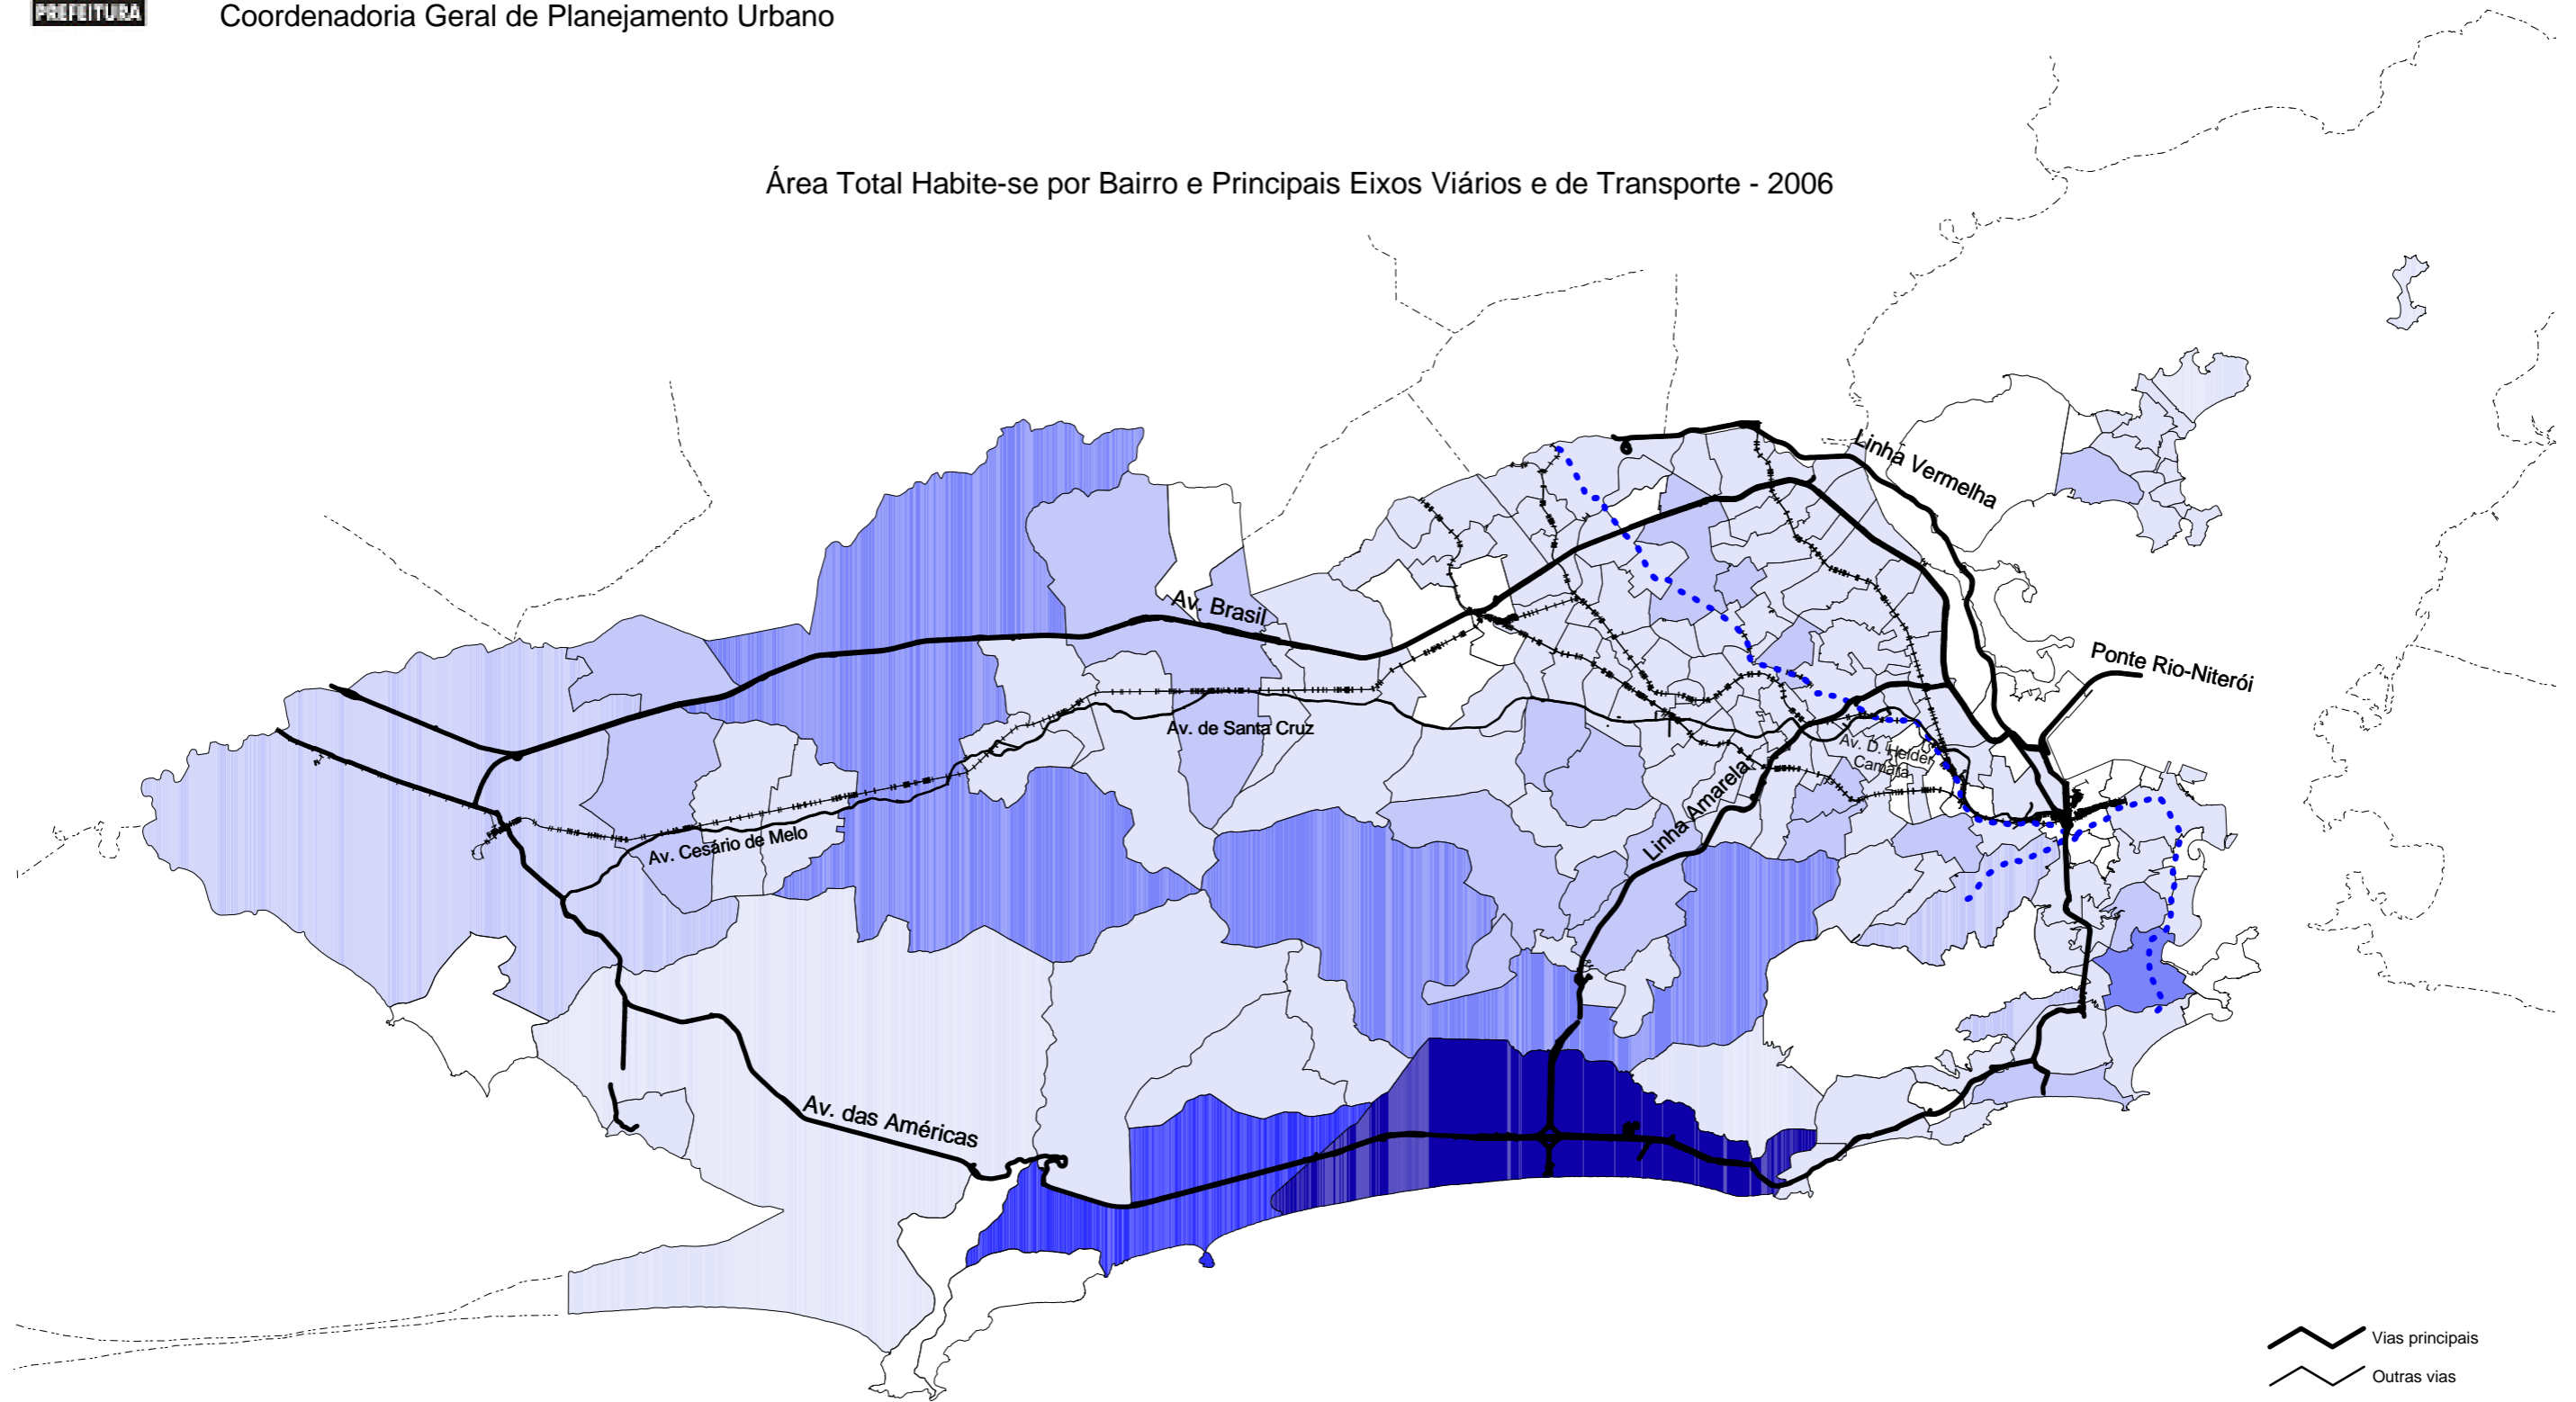 PREFEITURA
Coordenadoria Geral de Planejamento Urbano
Área Total Habite-se por Bairro e Principais Eixos Viários e de Transporte - 2006
Linha Vermelha
Av. Brasil
Ponte Rio-Niterói
Av. de Santa Cruz
Av. D. Helder
Camara
Linha Amarela
Av. Cesário de Melo
Av. das Américas
Vias principais
Outras vias